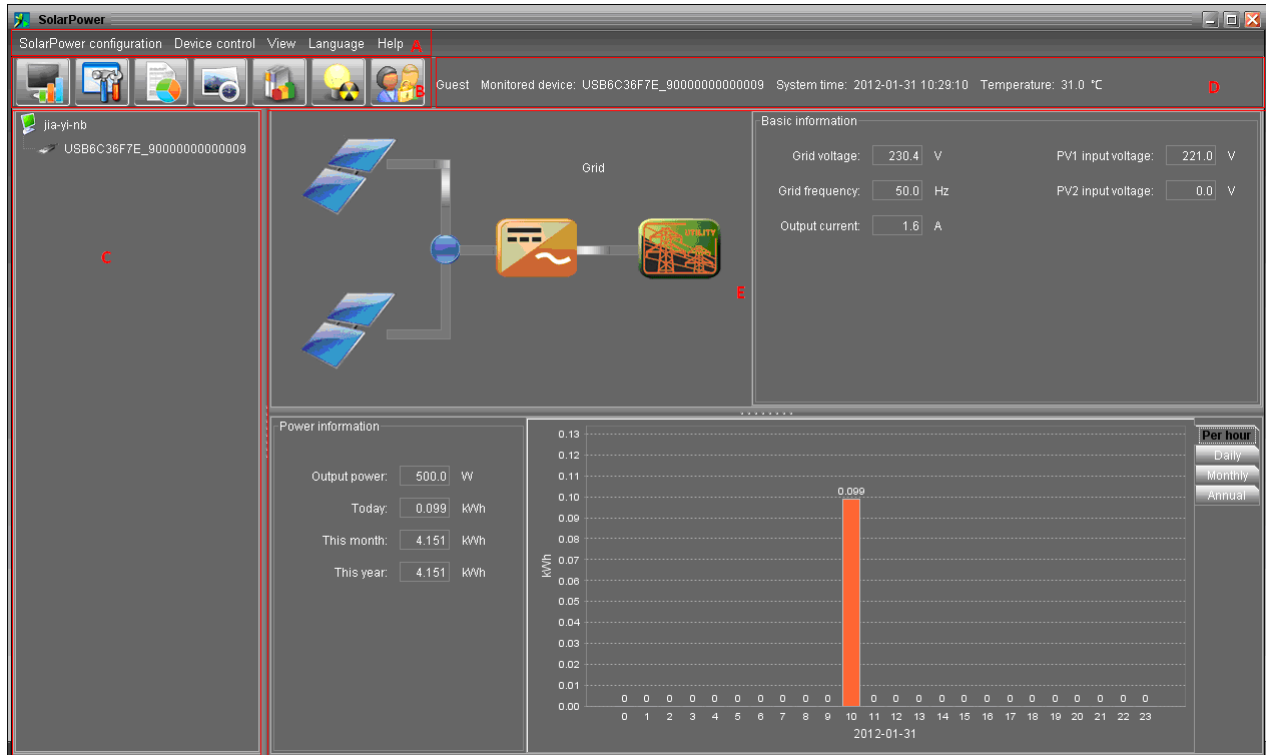 SolarPower
SolarPower configuration Device control View Language Help A
B
Guest Monitored device: USB6C36F7E_90000000000009 System time: 2012-01-31 10:29:10 Temperature: 31.0 ℃ D
jia-yi-nb
USB6C36F7E_90000000000009
C
Grid
UTILITY
E
Basic information
Grid voltage: 230.4 V PV1 input voltage: 221.0 V
Grid frequency: 50.0 Hz PV2 input voltage: 0.0 V
Output current: 1.6 A
Power information
Output power: 500.0 W
Today: 0.099 kWh
This month: 4.151 kWh
This year: 4.151 kWh
kWh
0.13
0.12
0.11
0.10
0.09
0.08
0.07
0.06
0.05
0.04
0.03
0.02
0.01
0.00
0.099
0 0 0 0 0 0 0 0 0 0 0 0 0 0 0 0 0 0 0 0 0 0 0
0 1 2 3 4 5 6 7 8 9 10 11 12 13 14 15 16 17 18 19 20 21 22 23
2012-01-31
Per hour
Daily
Monthly
Annual